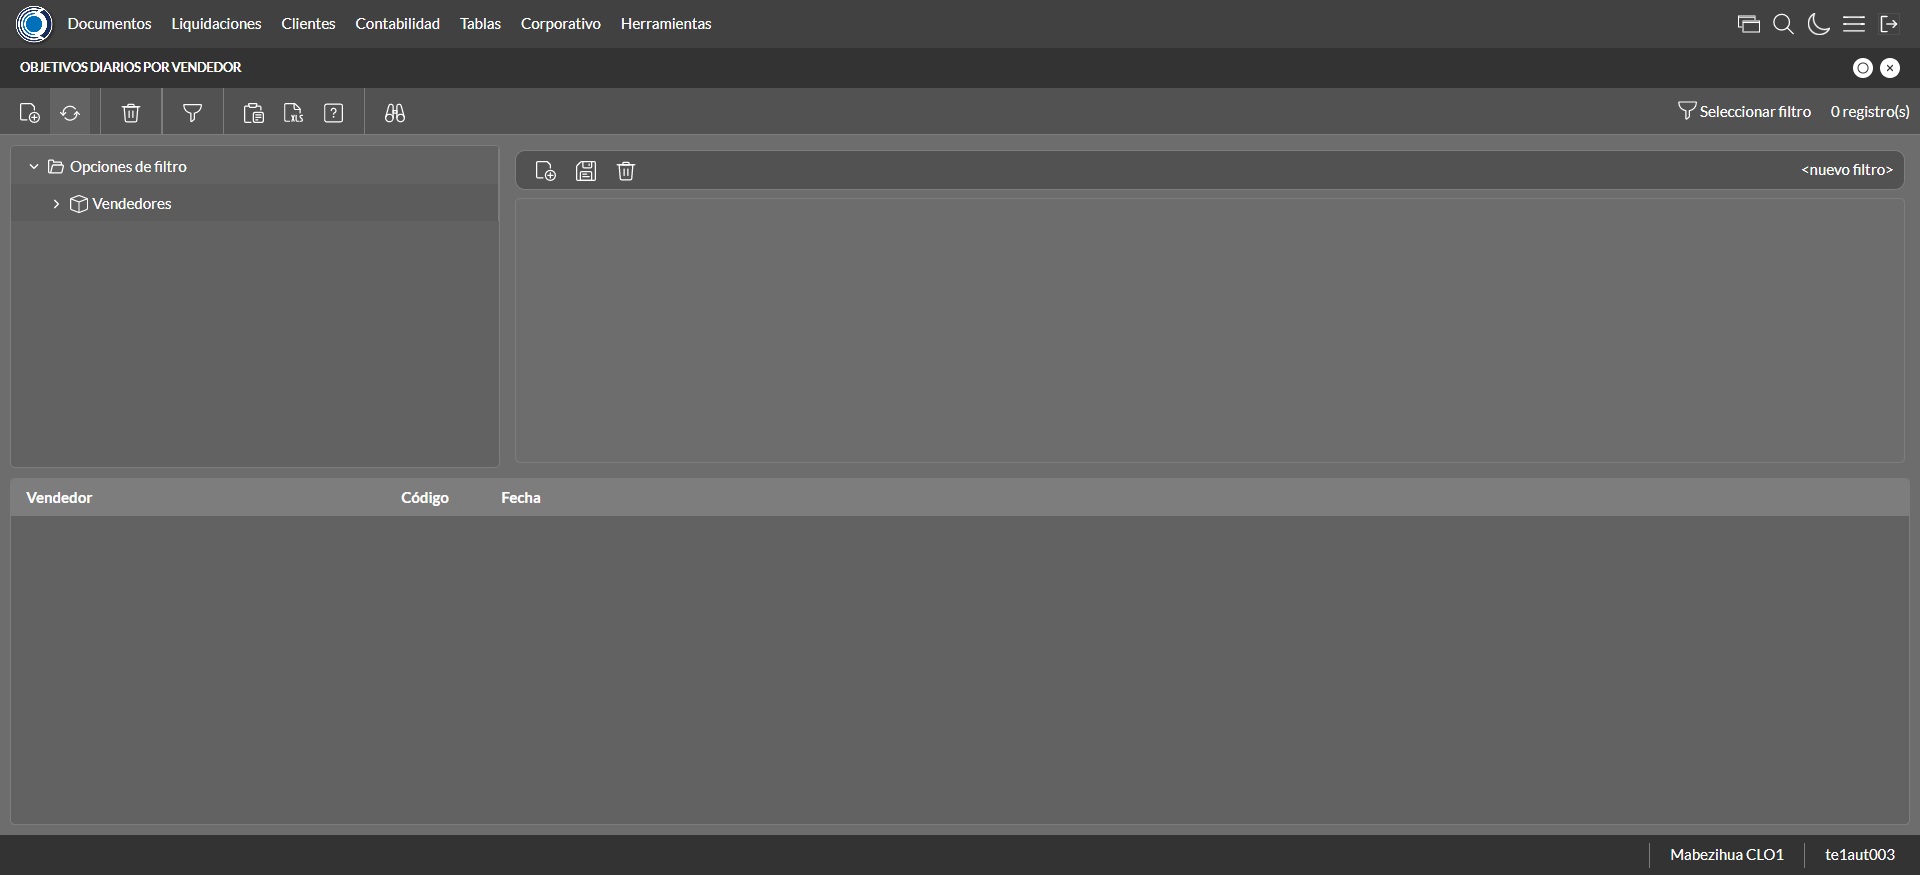 Documentos Liquidaciones Clientes Contabilidad Tablas Corporativo Herramientas
OBJETIVOS DIARIOS POR VENDEDOR
XLS ? Seleccionar filtro 0 registro(s)
Opciones de filtro
<nuevo filtro>
Vendedores
Vendedor Código Fecha
Mabezihua CLO1 te1aut003